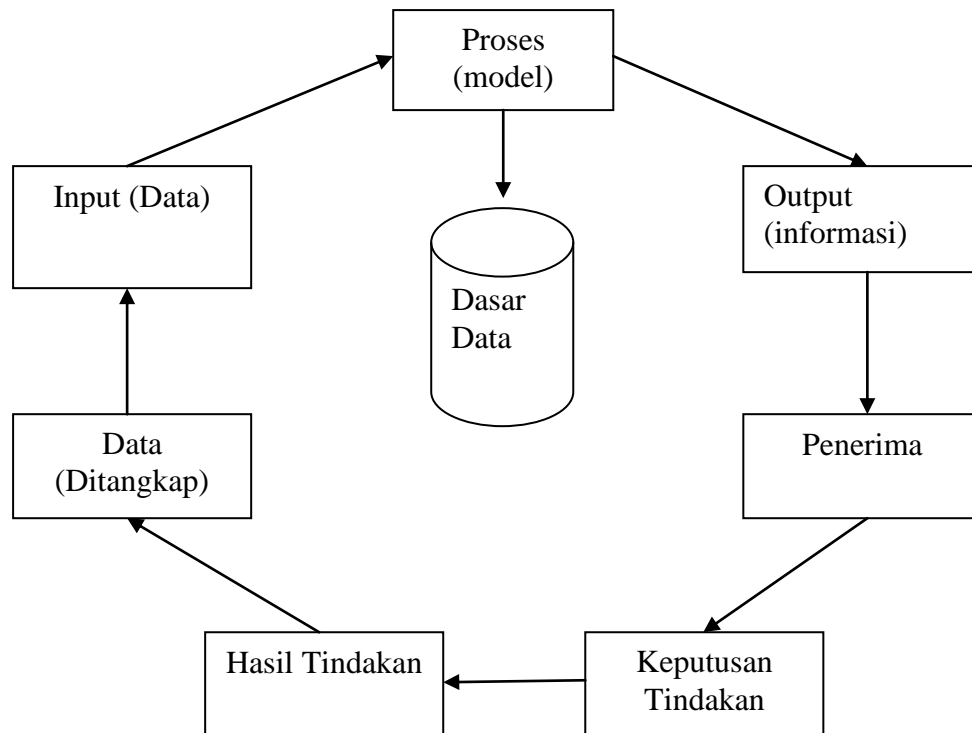 Proses
(model)
Input (Data)
Output
(informasi)
Dasar
Data
Data
(Ditangkap)
Penerima
Hasil Tindakan
Keputusan
Tindakan